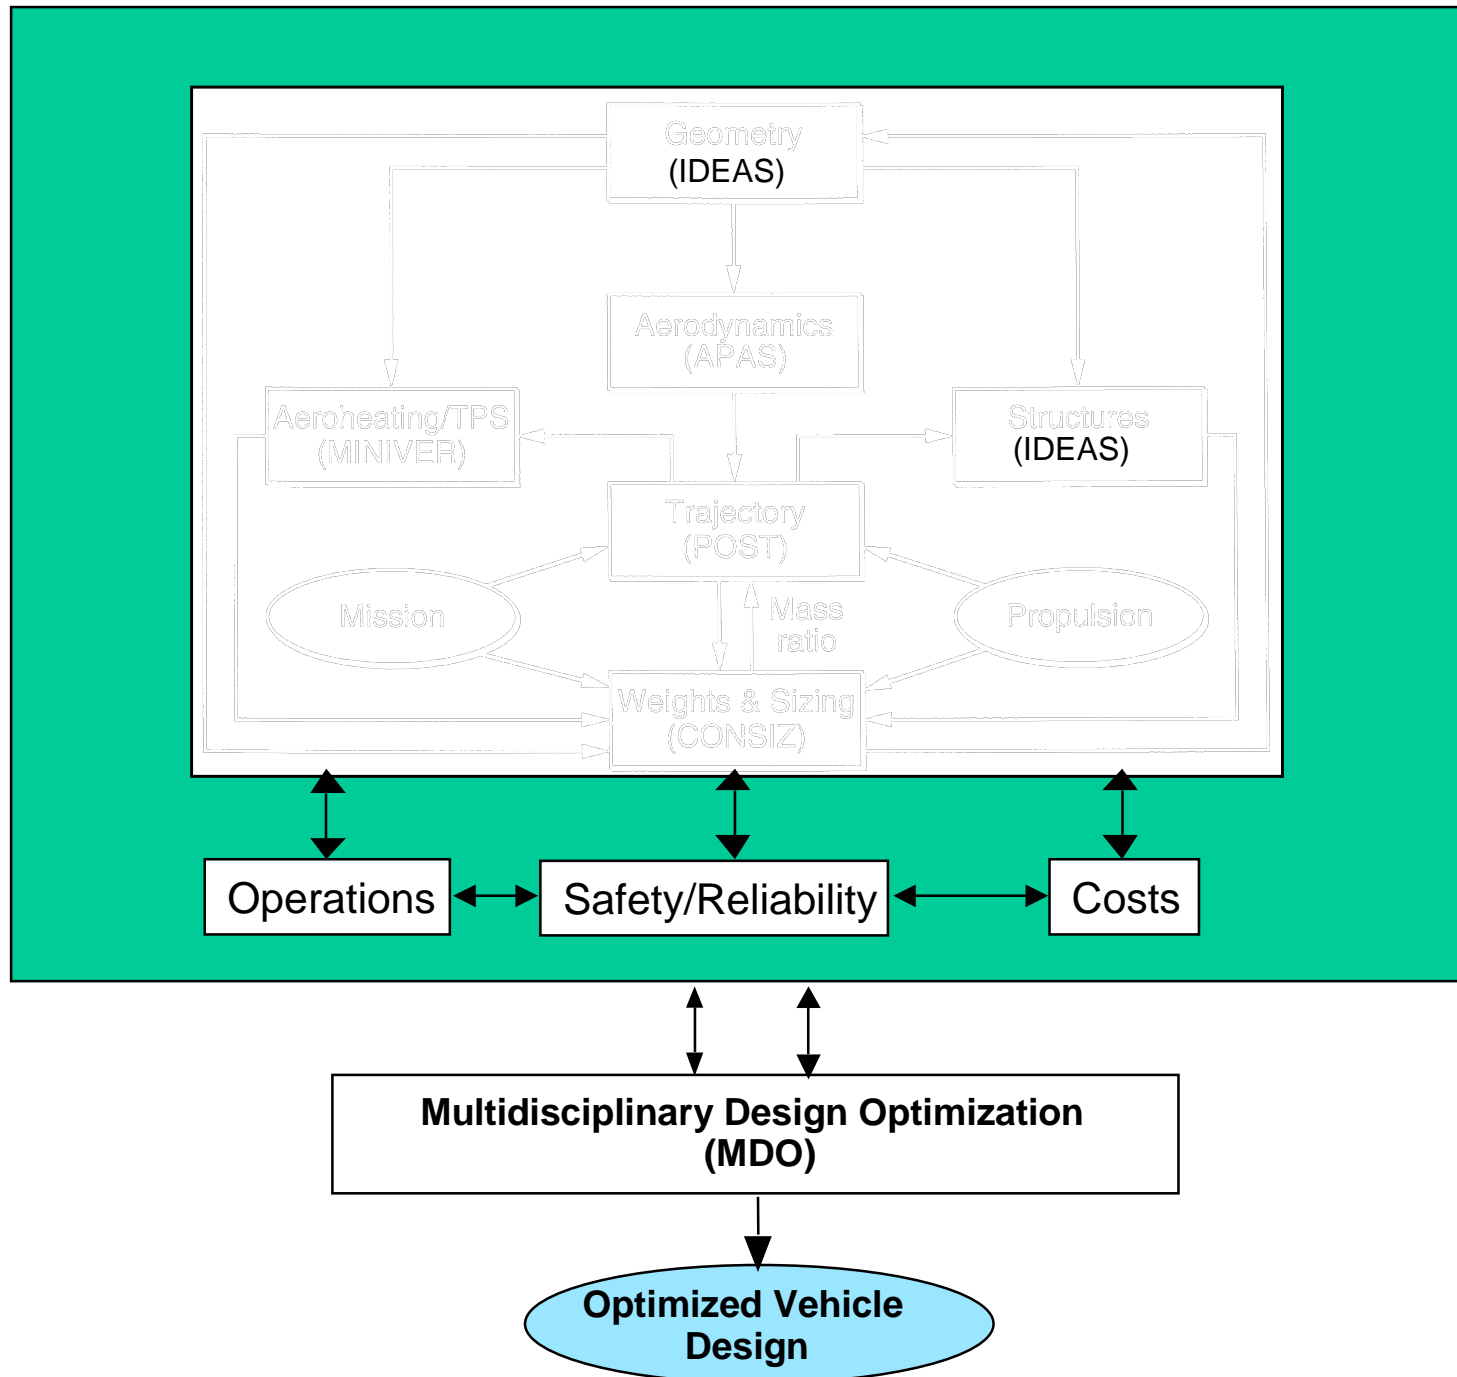 Geometry
(IDEAS)
Aerodynamics
(APAS)
Aeroheating/TPS
(MINIVER)
Structures
(IDEAS)
Trajectory
(POST)
Mission
Mass
ratio
Propulsion
Weights & Sizing
(CONSIZ)
Operations
Safety/Reliability
Costs
Multidisciplinary Design Optimization
(MDO)
Optimized Vehicle
Design